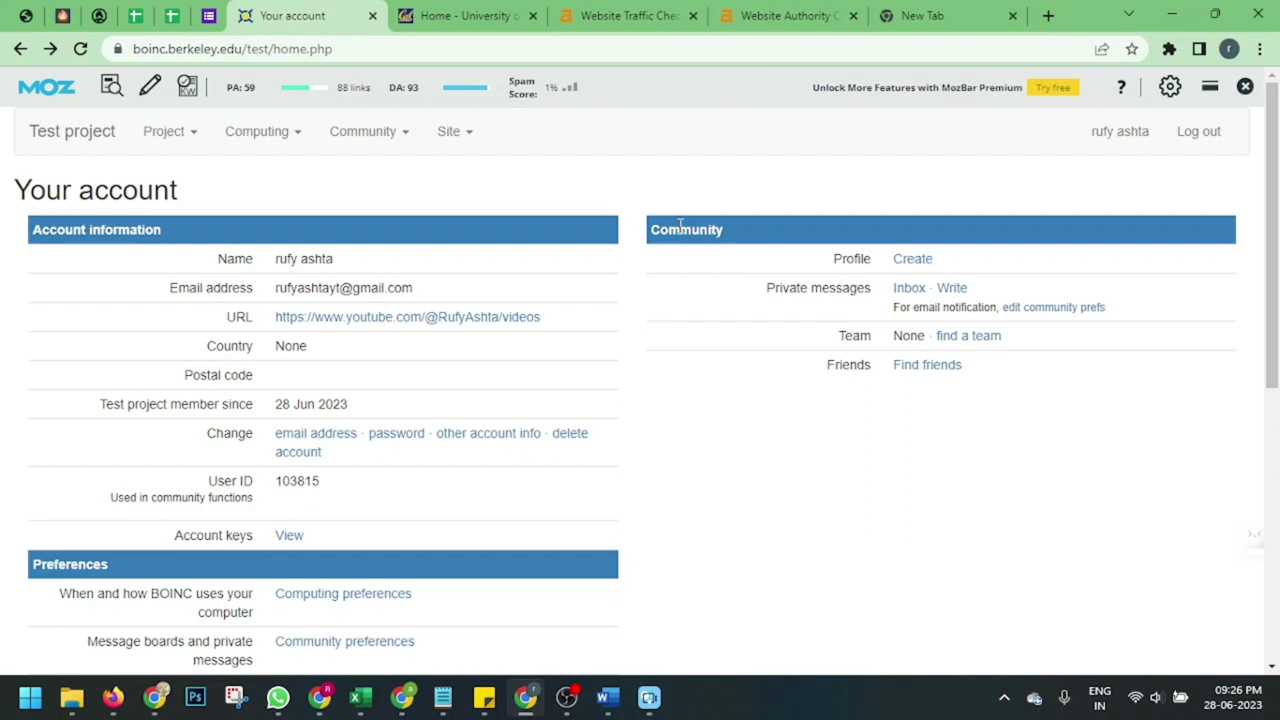 Your account
Home - University o
Website Traffic Chec
Website Authority C
New Tab
boinc.berkeley.edu/test/home.php
r
MOZ
KW
PA: 59
88 links
DA: 93
Spam Score: 1%
Unlock More Features with MozBar Premium
Try free
?
Test project
Project
Computing
Community
Site
rufy ashta
Log out
Your account
Account information
Name rufy ashta
Email address rufyashtayt@gmail.com
URL https://www.youtube.com/@RufyAshta/videos
Country None
Postal code
Test project member since 28 Jun 2023
Change email address · password · other account info · delete
account
User ID 103815
Used in community functions
Account keys View
Preferences
When and how BOINC uses your Computing preferences
computer
Message boards and private Community preferences
messages
Community
Profile Create
Private messages Inbox · Write
For email notification, edit community prefs
Team None · find a team
Friends Find friends
ENG
IN
09:26 PM
28-06-2023